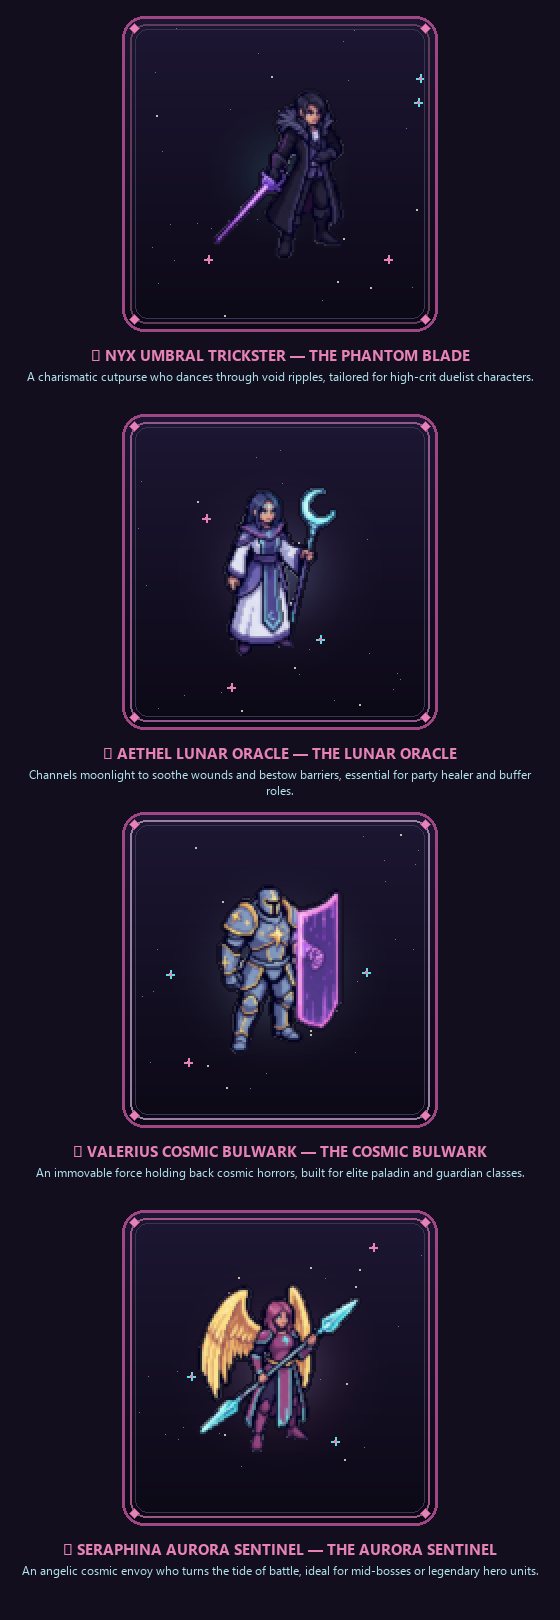 NYX UMBRAL TRICKSTER — THE PHANTOM BLADE
A charismatic cutpurse who dances through void ripples, tailored for high-crit duelist characters.
AETHEL LUNAR ORACLE — THE LUNAR ORACLE
Channels moonlight to soothe wounds and bestow barriers, essential for party healer and buffer
roles.
VALERIUS COSMIC BULWARK — THE COSMIC BULWARK
An immovable force holding back cosmic horrors, built for elite paladin and guardian classes.
SERAPHINA AURORA SENTINEL — THE AURORA SENTINEL
An angelic cosmic envoy who turns the tide of battle, ideal for mid-bosses or legendary hero units.